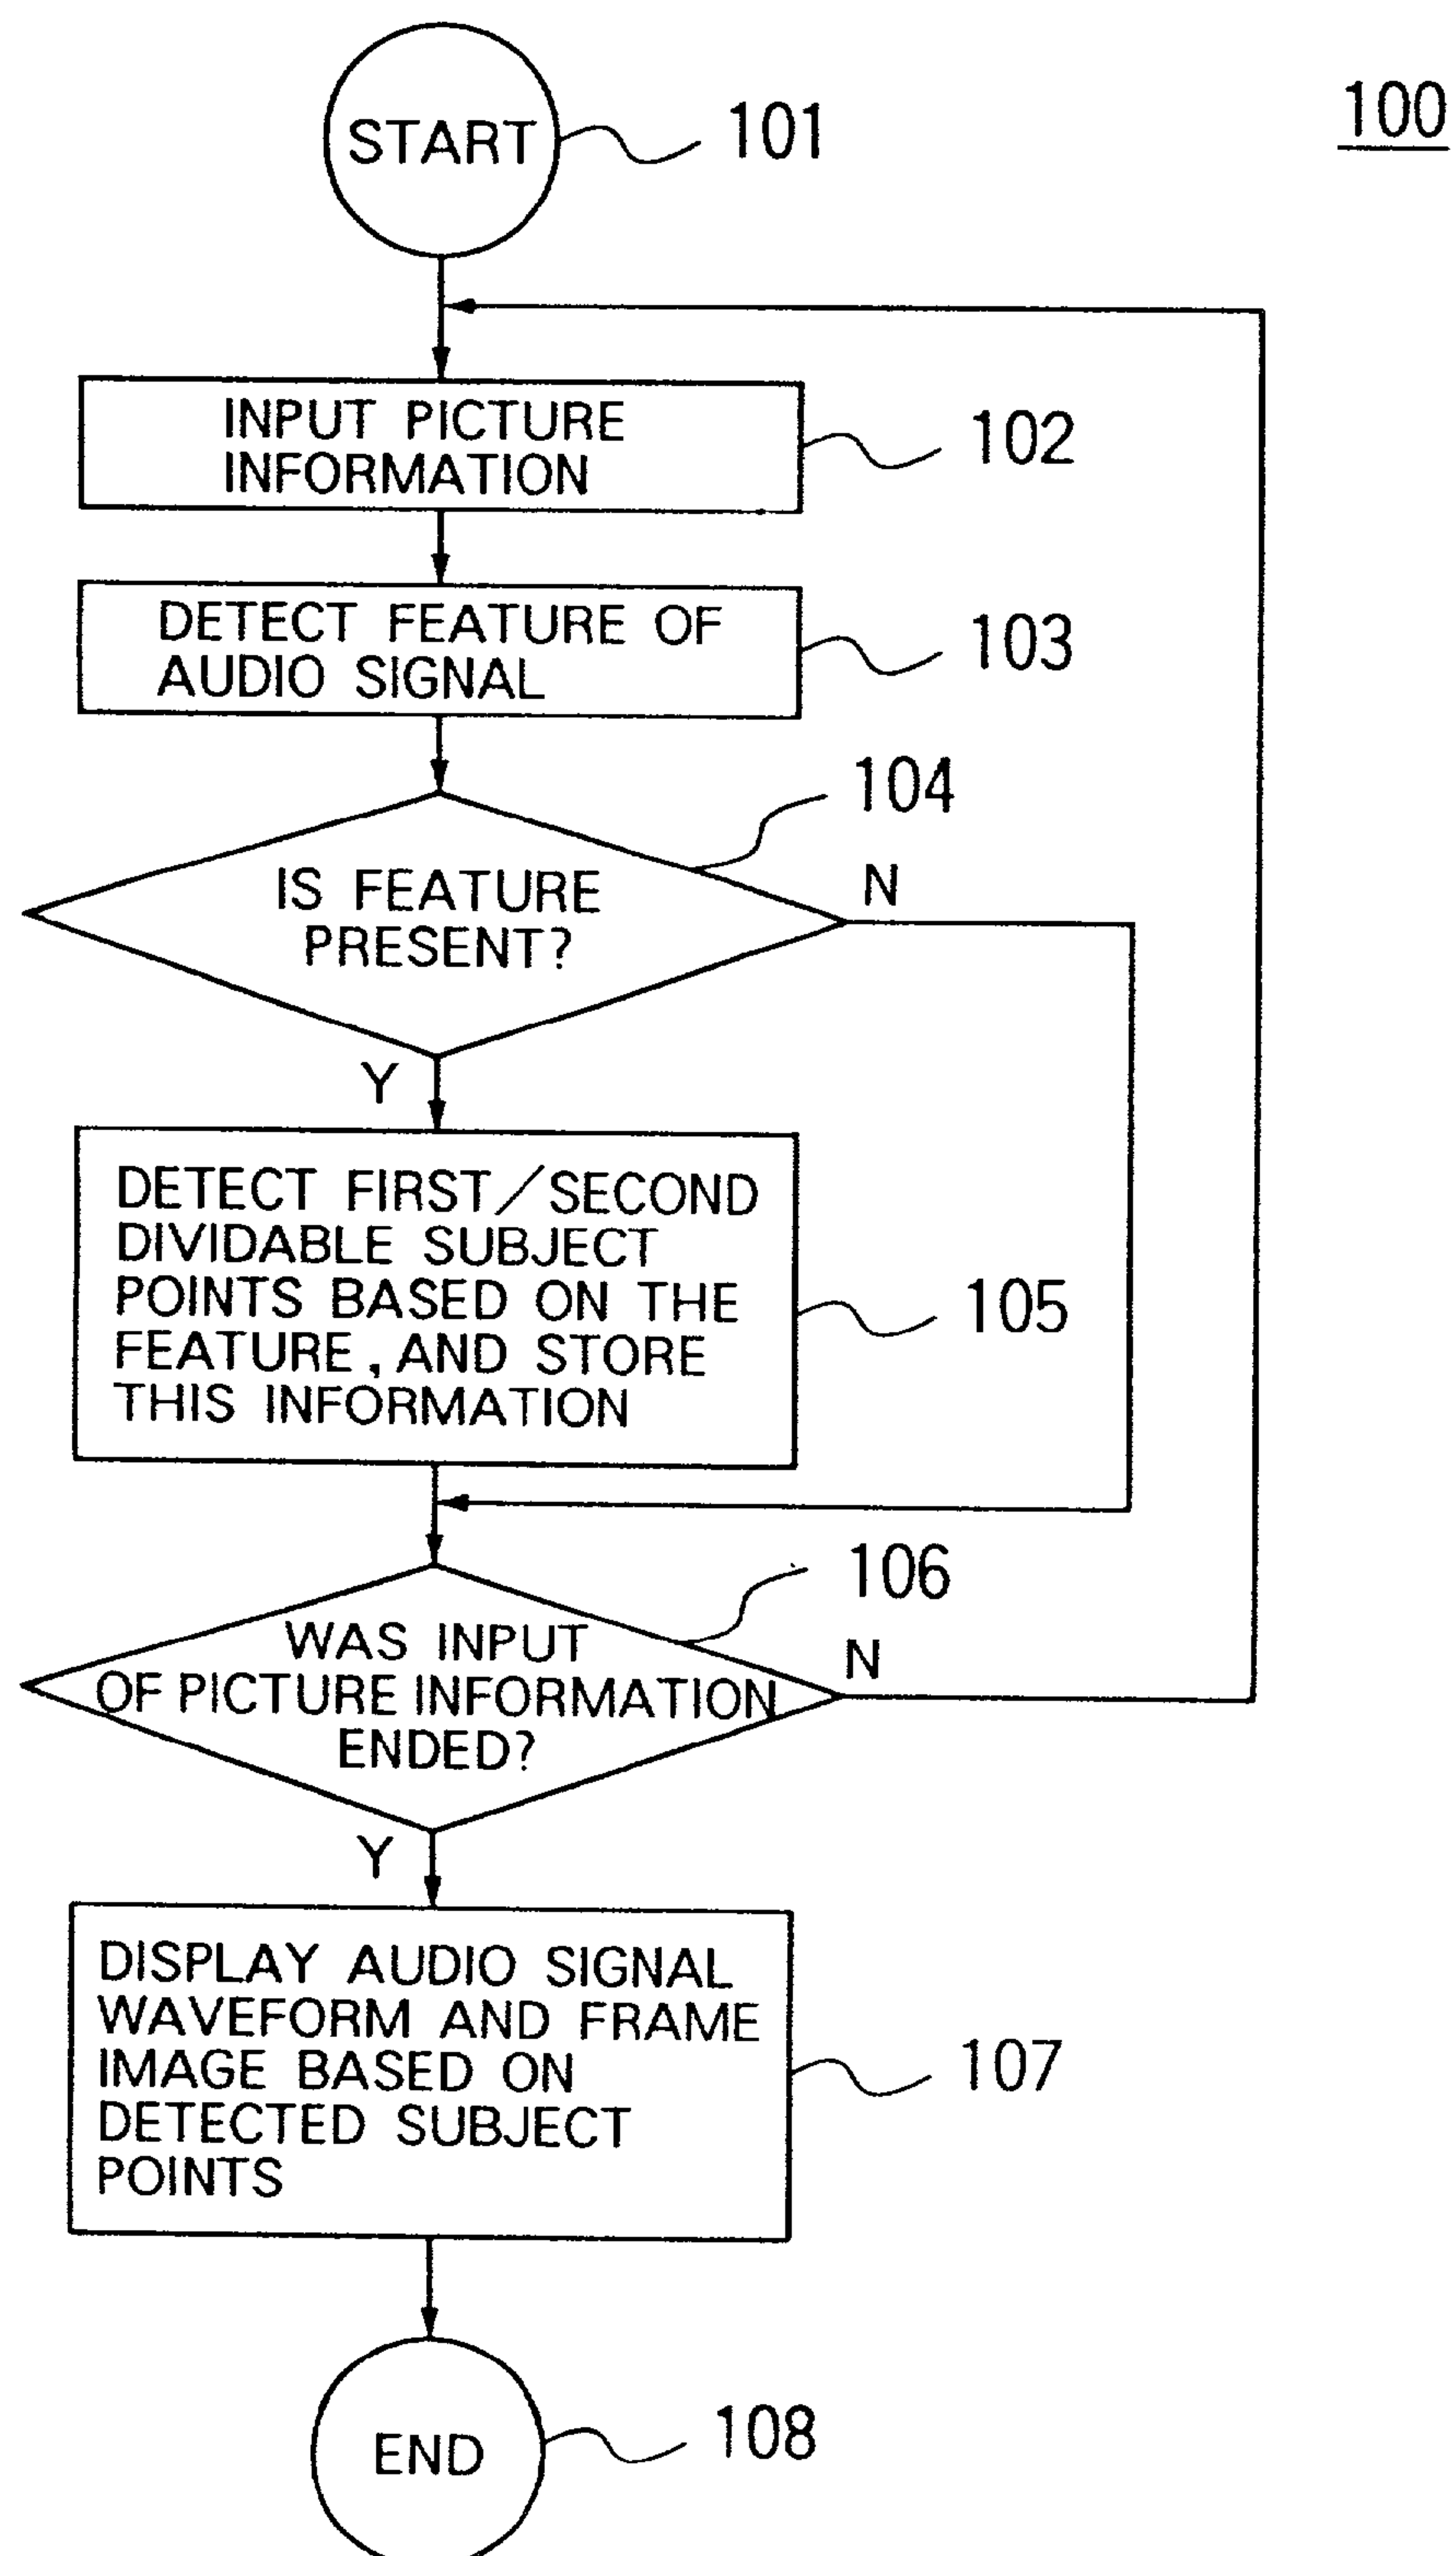 100
START
101
INPUT PICTURE
INFORMATION
102
DETECT FEATURE OF
AUDIO SIGNAL
103
104
IS FEATURE
PRESENT?
N
Y
DETECT FIRST/SECOND
DIVIDABLE SUBJECT
POINTS BASED ON THE
FEATURE, AND STORE
THIS INFORMATION
105
106
WAS INPUT
OF PICTURE INFORMATION
ENDED?
N
Y
DISPLAY AUDIO SIGNAL
WAVEFORM AND FRAME
IMAGE BASED ON
DETECTED SUBJECT
POINTS
107
END
108